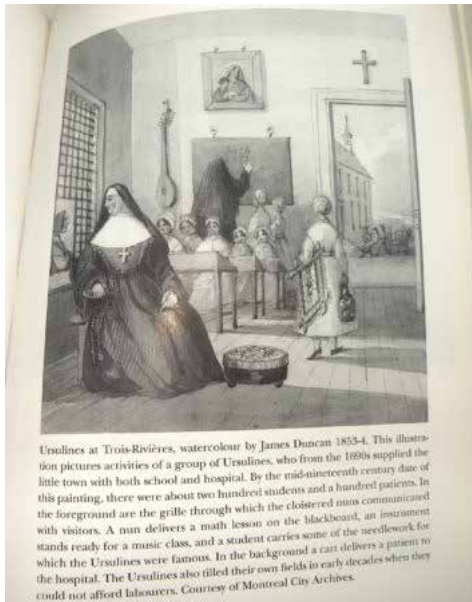 Ursulines at Trois-Rivières, watercolour by James Duncan 1853-4. This illustra-
tion pictures activities of a group of Ursulines, who from the 1690s supplied the
little town with both school and hospital. By the mid-nineteenth century date of
this painting, there were about two hundred students and a hundred patients. In
the foreground are the grille through which the cloistered nuns communicated
with visitors. A nun delivers a math lesson on the blackboard, an instrument
stands ready for a music class, and a student carries some of the needlework for
which the Ursulines were famous. In the background a cart delivers a patient to
the hospital. The Ursulines also tilled their own fields in early decades when they
could not afford labourers. Courtesy of Montreal City Archives.